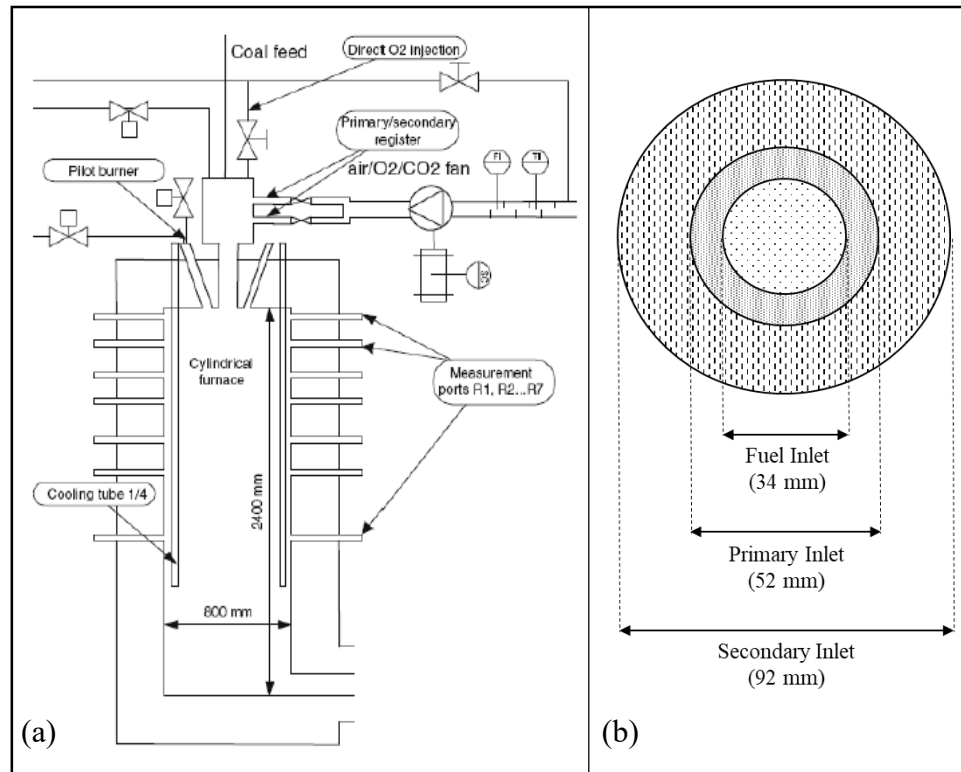 Coal feed
Direct O2 injection
Primary/secondary
register
air/O2/CO2 fan
FI
TI
Pilot burner
Cylindrical
furnace
Measurement
ports R1, R2...R7
Cooling tube 1/4
2400 mm
800 mm
(a)
Fuel Inlet
(34 mm)
Primary Inlet
(52 mm)
Secondary Inlet
(92 mm)
(b)